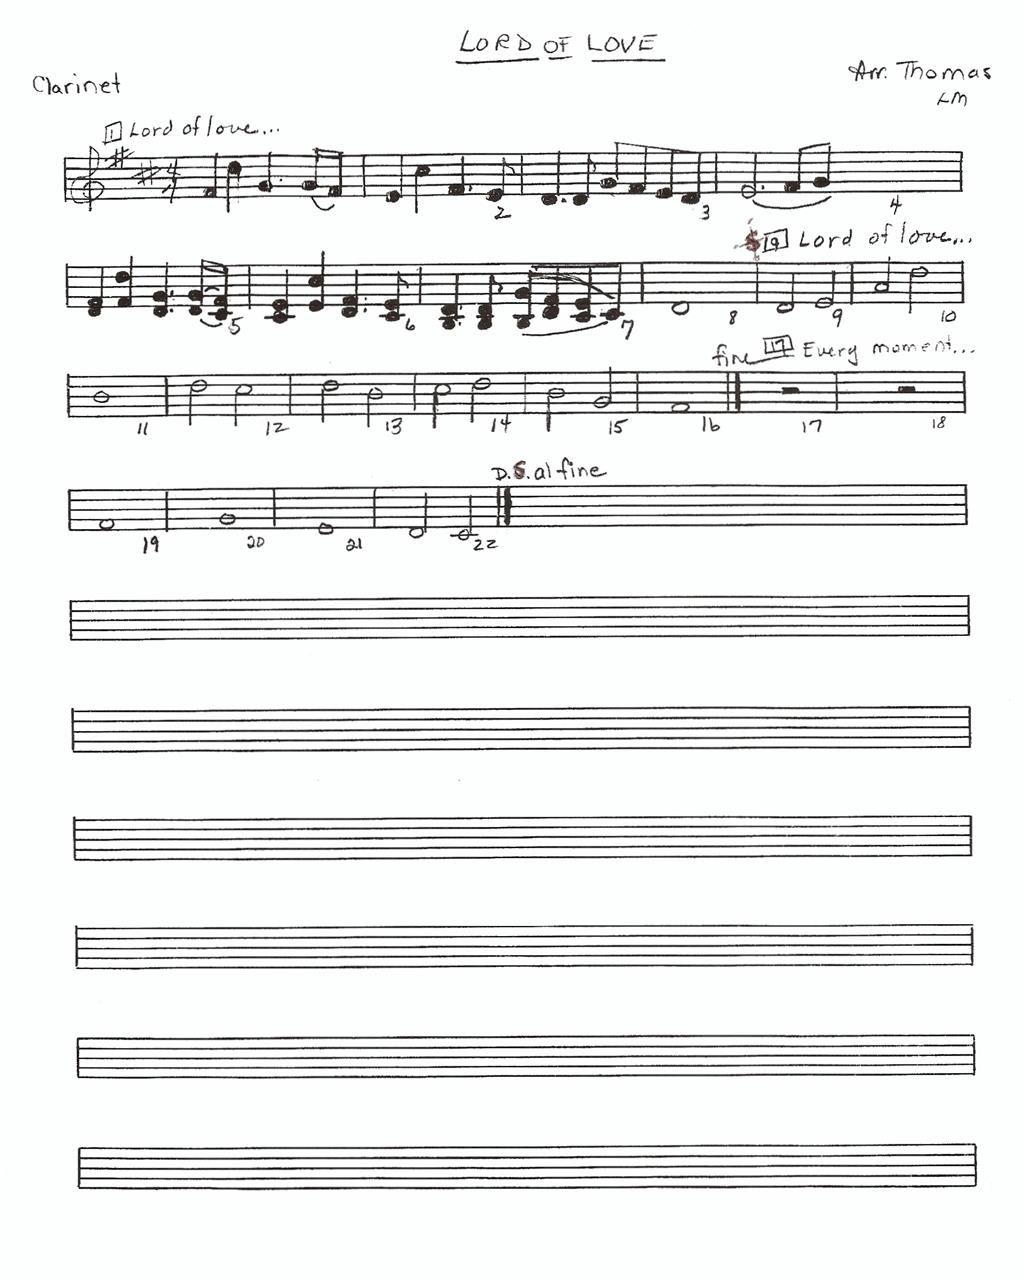 LORD OF LOVE
Clarinet
Arr. Thomas
LM
1 Lord of love...
4
4
2 3 4
9 Lord of love...
5 6 7 8 9 10
fine 17 Every moment...
11 12 13 14 15 16 17 18
D.S. al fine
19 20 21 22